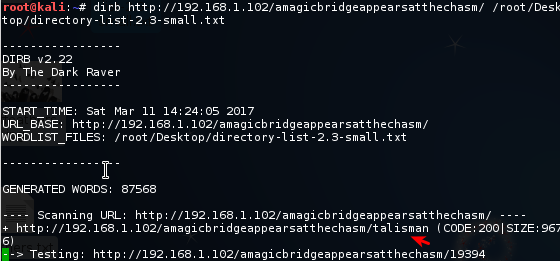 root@kali:~# dirb http://192.168.1.102/amagicbridgeappearsatthechasm/ /root/Desk
top/directory-list-2.3-small.txt
-----------------
DIRB v2.22
By The Dark Raver
-----------------
START_TIME: Sat Mar 11 14:24:05 2017
URL_BASE: http://192.168.1.102/amagicbridgeappearsatthechasm/
WORDLIST_FILES: /root/Desktop/directory-list-2.3-small.txt
-----------------
GENERATED WORDS: 87568
---- Scanning URL: http://192.168.1.102/amagicbridgeappearsatthechasm/ ----
+ http://192.168.1.102/amagicbridgeappearsatthechasm/talisman (CODE:200|SIZE:967
6)
--> Testing: http://192.168.1.102/amagicbridgeappearsatthechasm/19394